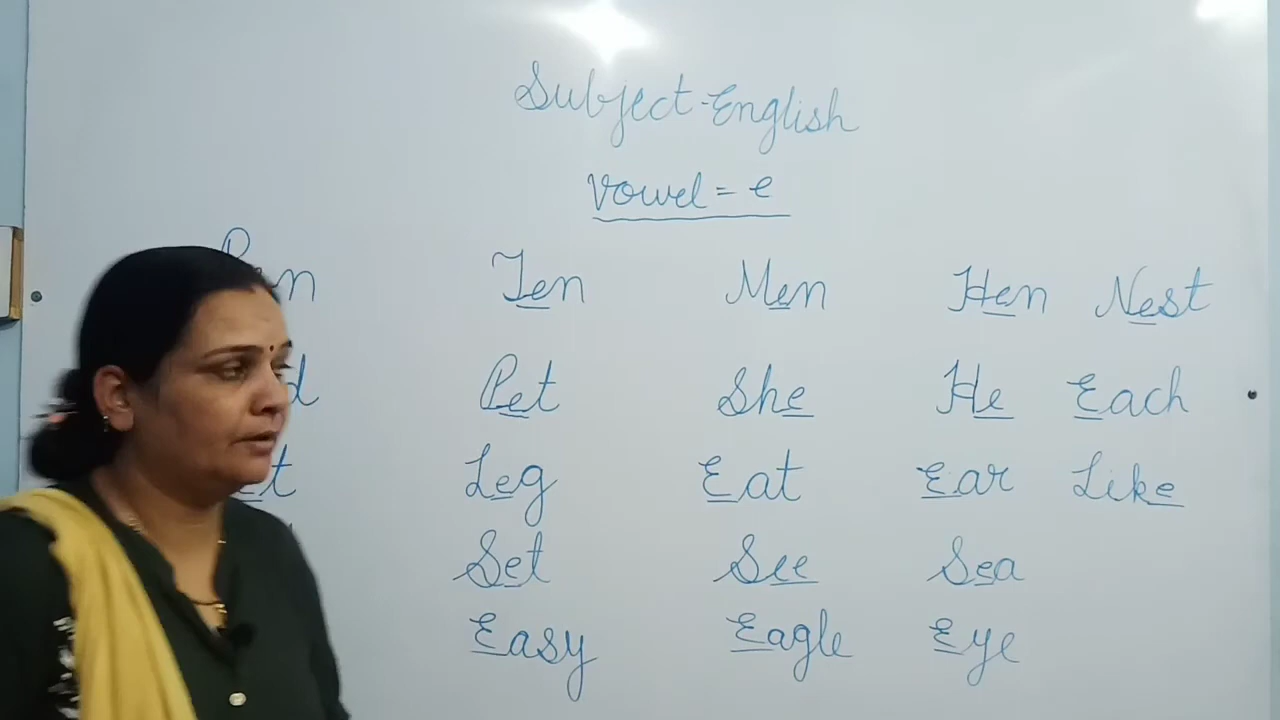 Subject-English
Vowel = e
Ten Men Hen Nest
Pet She He Each
Leg Eat Ear Like
Set See Sea
Easy Eagle Eye